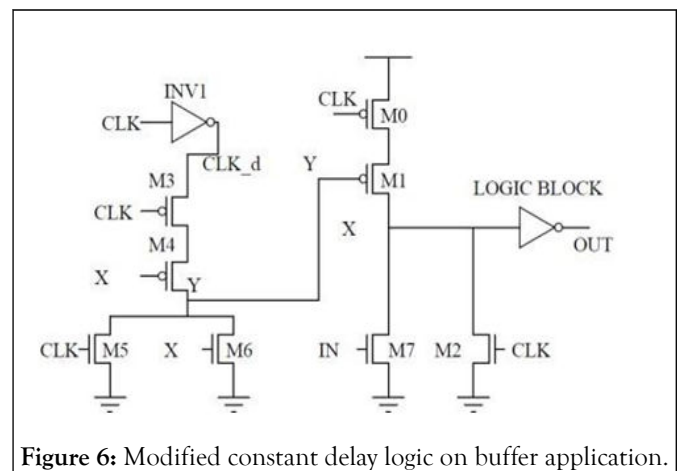 INV1
CLK
CLK_d
M3
CLK
M4
X
Y
CLK
M5
X
M6
CLK
M0
Y
M1
X
LOGIC BLOCK
OUT
IN
M7
M2
CLK
Figure 6: Modified constant delay logic on buffer application.